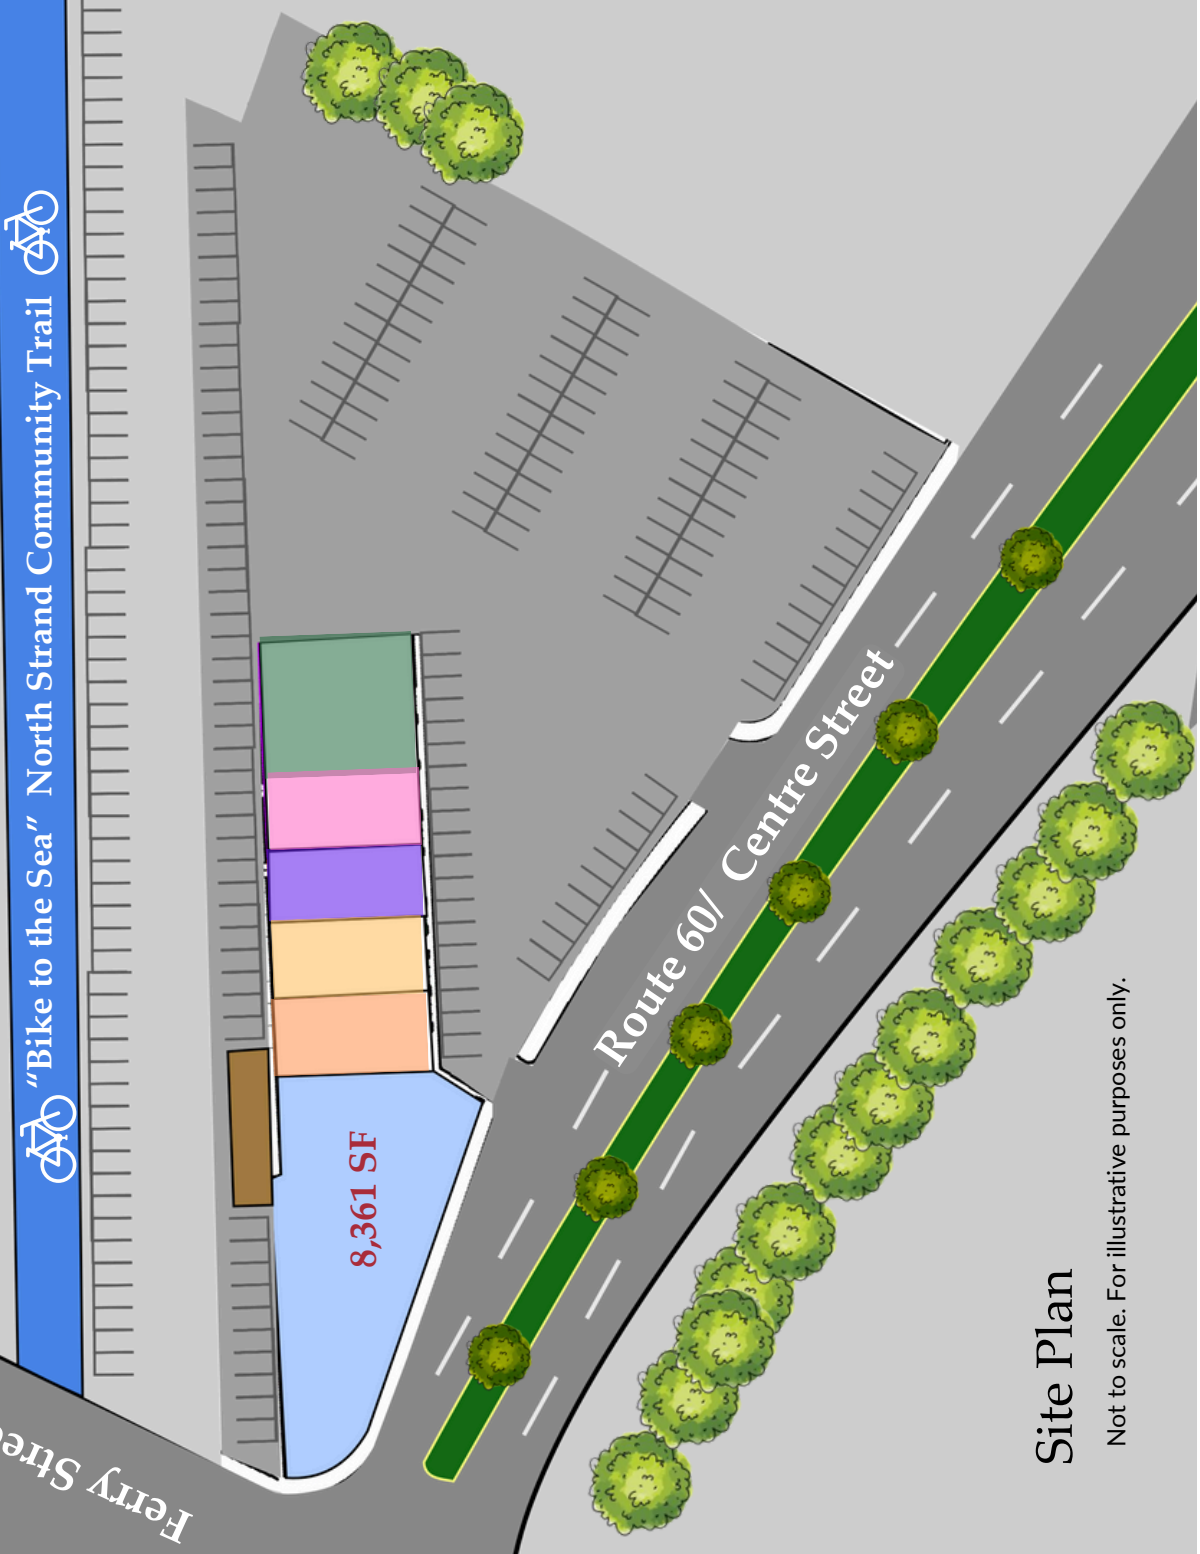 “Bike to the Sea” North Strand Community Trail
8,361 SF
Route 60/ Centre Street
Site Plan
Not to scale. For illustrative purposes only.
Ferry Stree